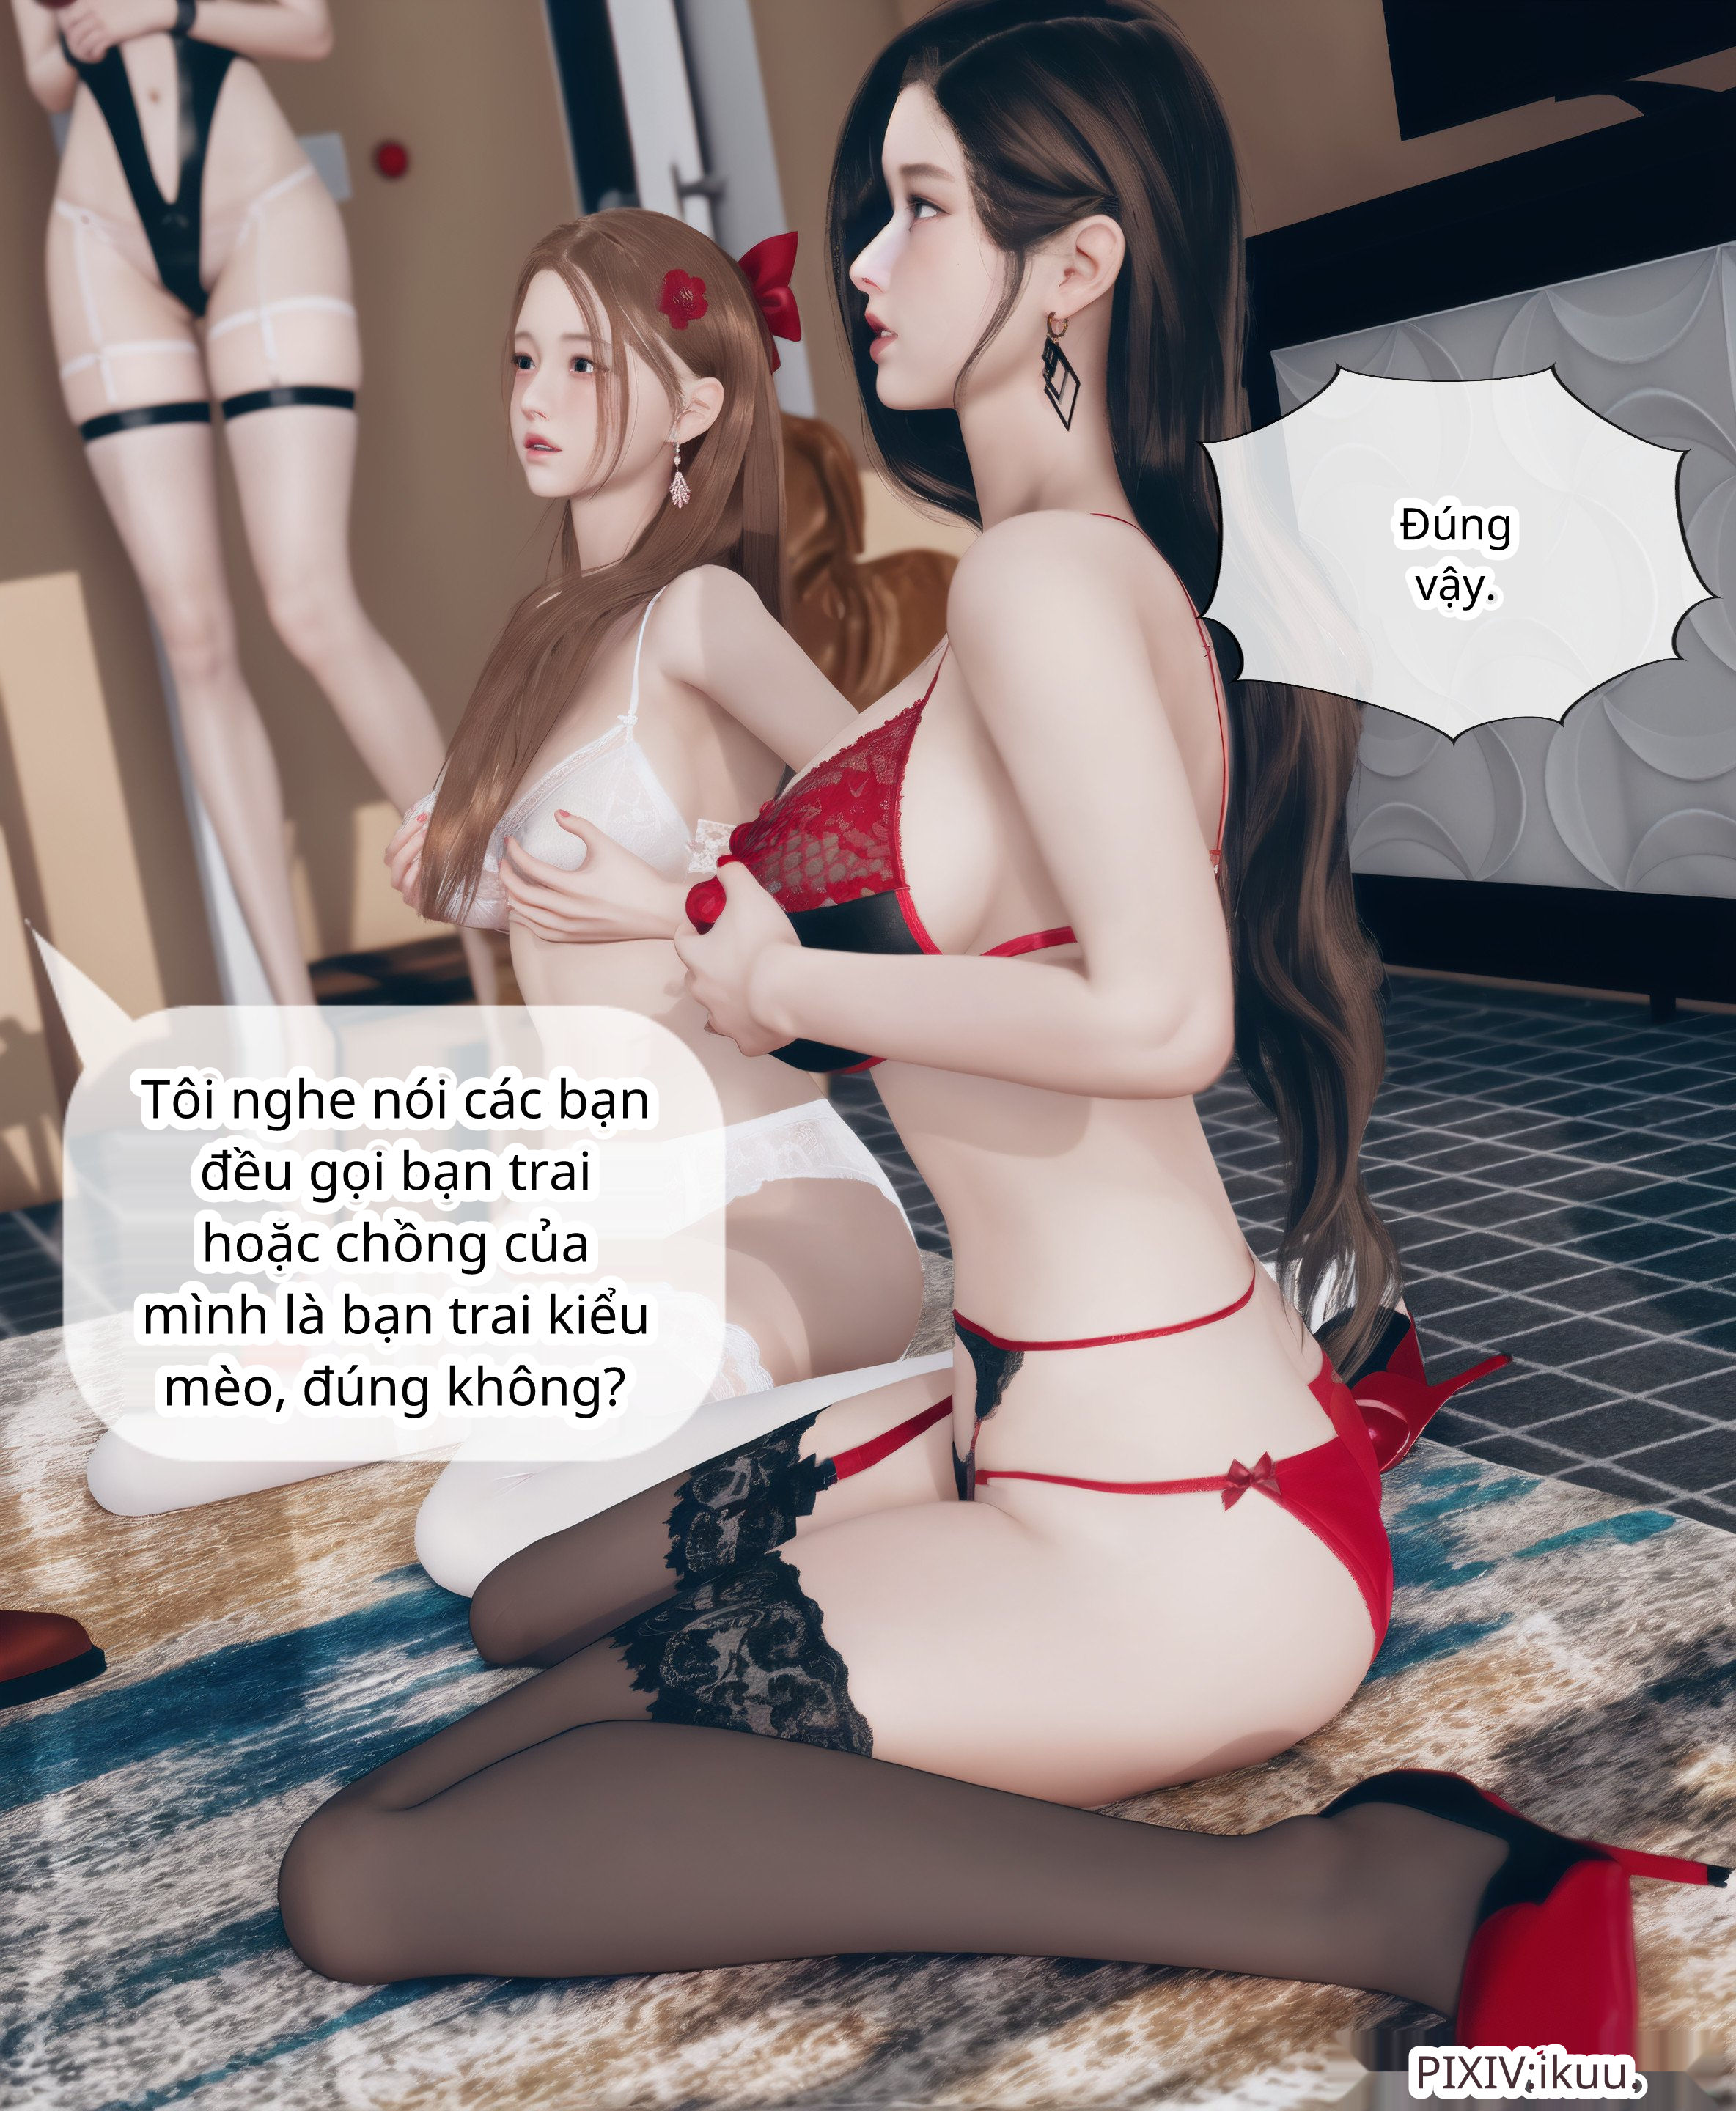 Đúng
vậy.
Tôi nghe nói các bạn
đều gọi bạn trai
hoặc chồng của
mình là bạn trai kiểu
mèo, đúng không?
PIXIV;ikuu,